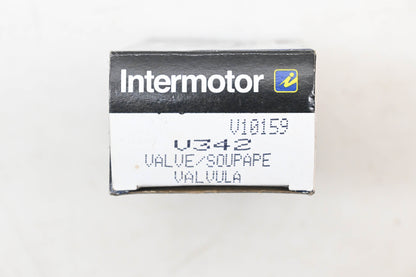 Intermotor i
V10159
V342
VALVE/SOUPAPE
VALVULA